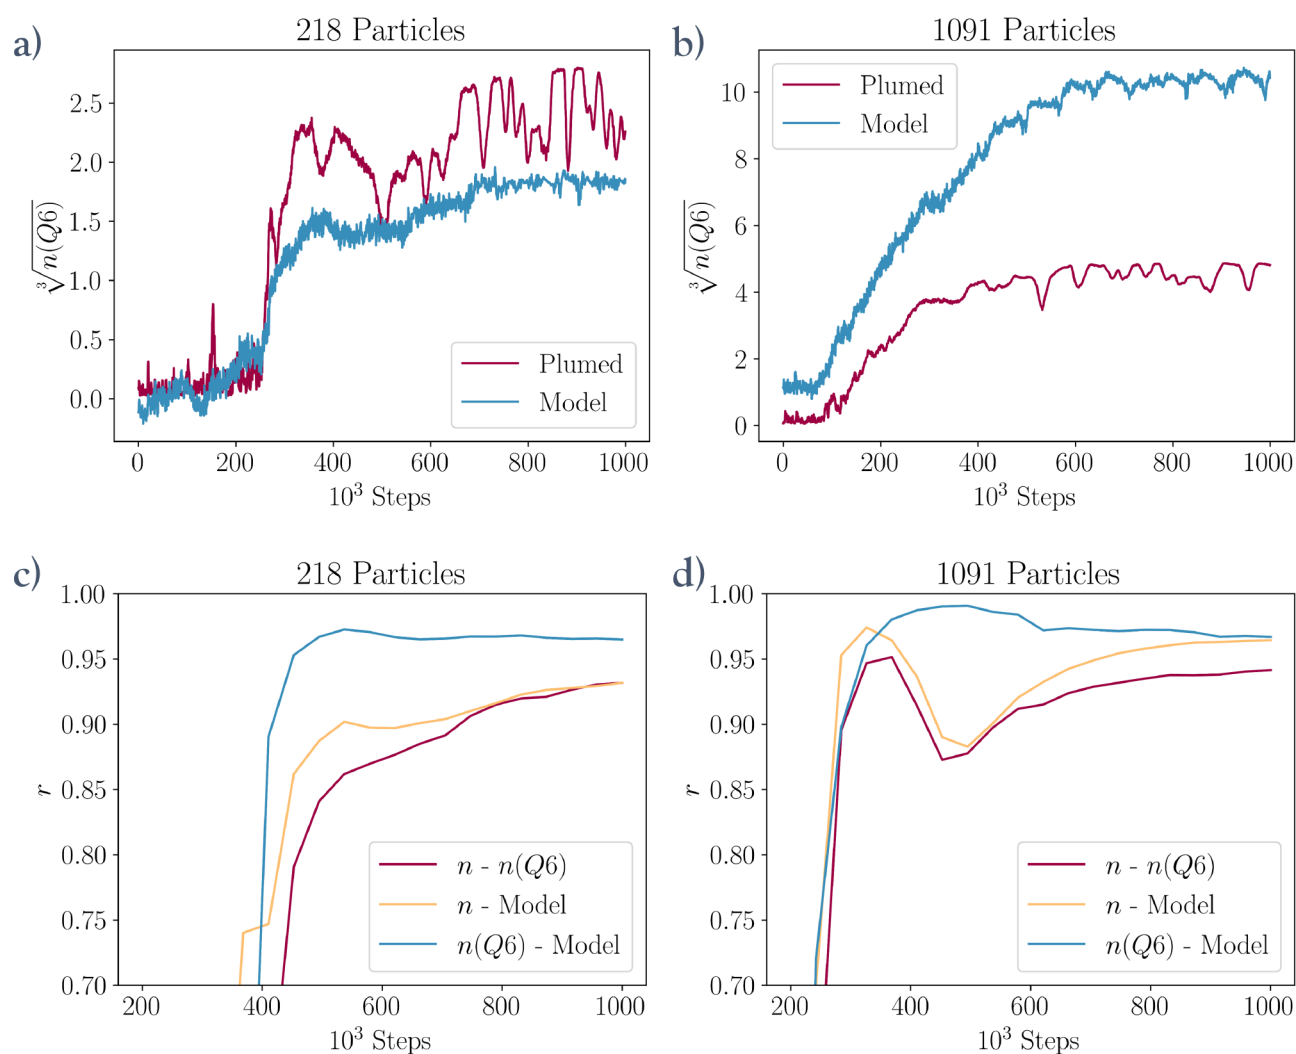 a)
218 Particles
∛n(Q6)
2.5
2.0
1.5
1.0
0.5
0.0
Plumed
Model
0 200 400 600 800 1000
10³ Steps
b)
1091 Particles
∛n(Q6)
10
8
6
4
2
0
Plumed
Model
0 200 400 600 800 1000
10³ Steps
c)
218 Particles
r
1.00
0.95
0.90
0.85
0.80
0.75
0.70
n - n(Q6)
n - Model
n(Q6) - Model
200 400 600 800 1000
10³ Steps
d)
1091 Particles
r
1.00
0.95
0.90
0.85
0.80
0.75
0.70
n - n(Q6)
n - Model
n(Q6) - Model
200 400 600 800 1000
10³ Steps